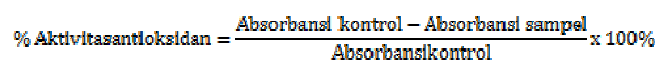 % Aktivitasantioksidan = Absorbansi kontrol − Absorbansi sampel / Absorbansikontrol x 100%